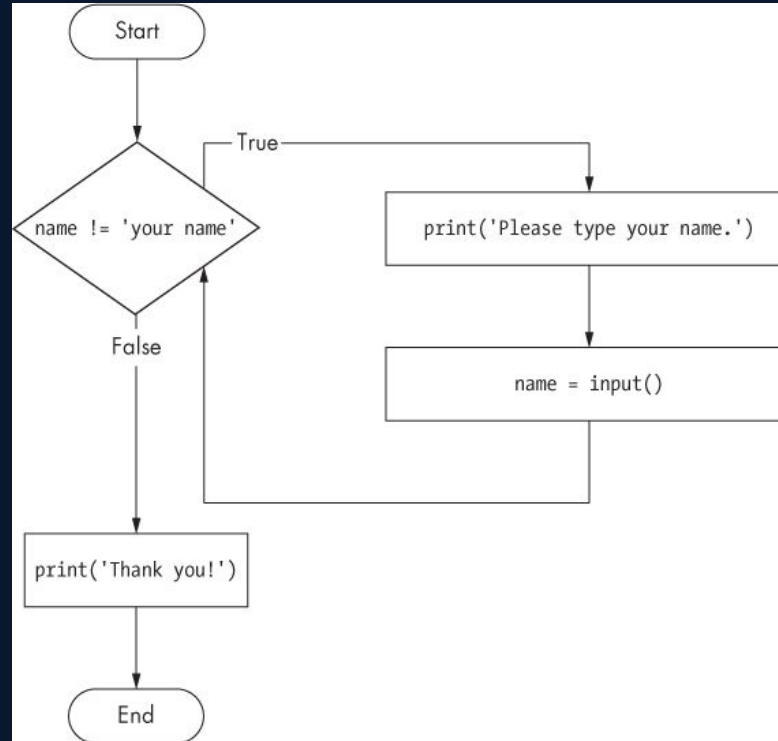 Start
True
name != 'your name'
print('Please type your name.')
False
name = input()
print('Thank you!')
End